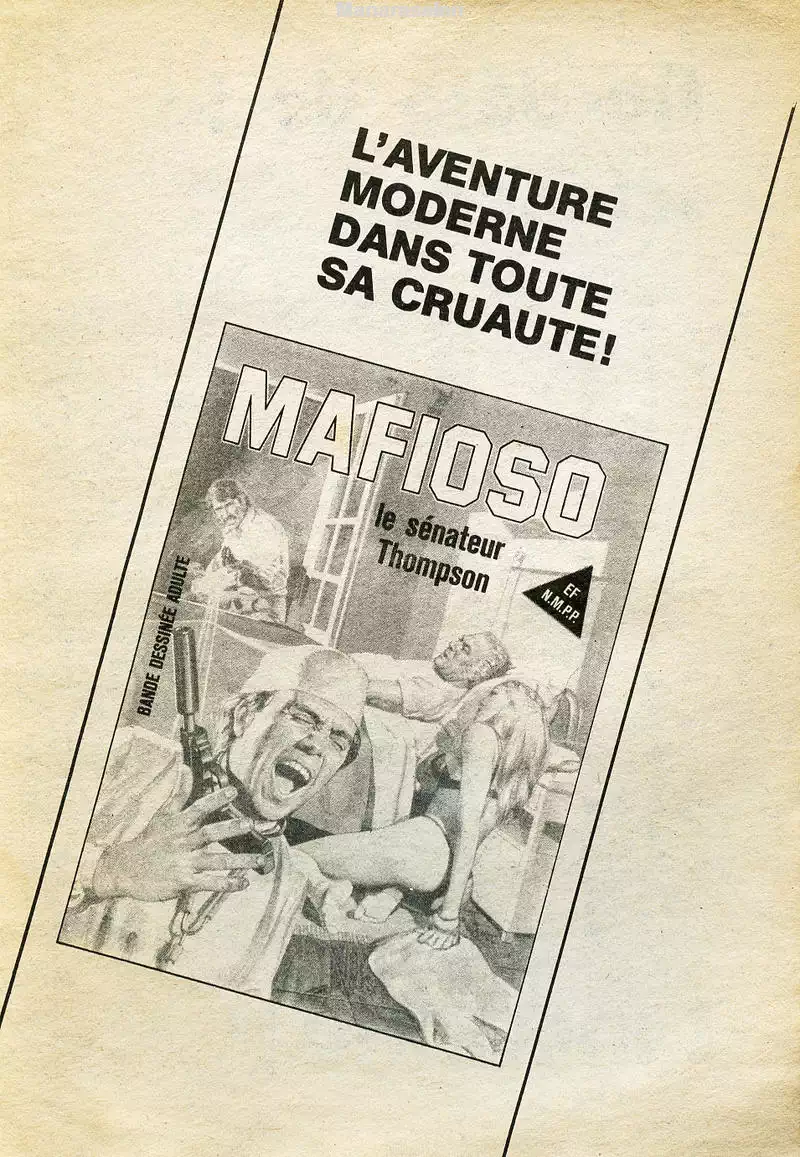 L'AVENTURE
MODERNE
DANS TOUTE
SA CRUAUTE!
MAFIOSO
le sénateur
Thompson
EF
N.M.P.P.
BANDE DESSINÉE ADULTE